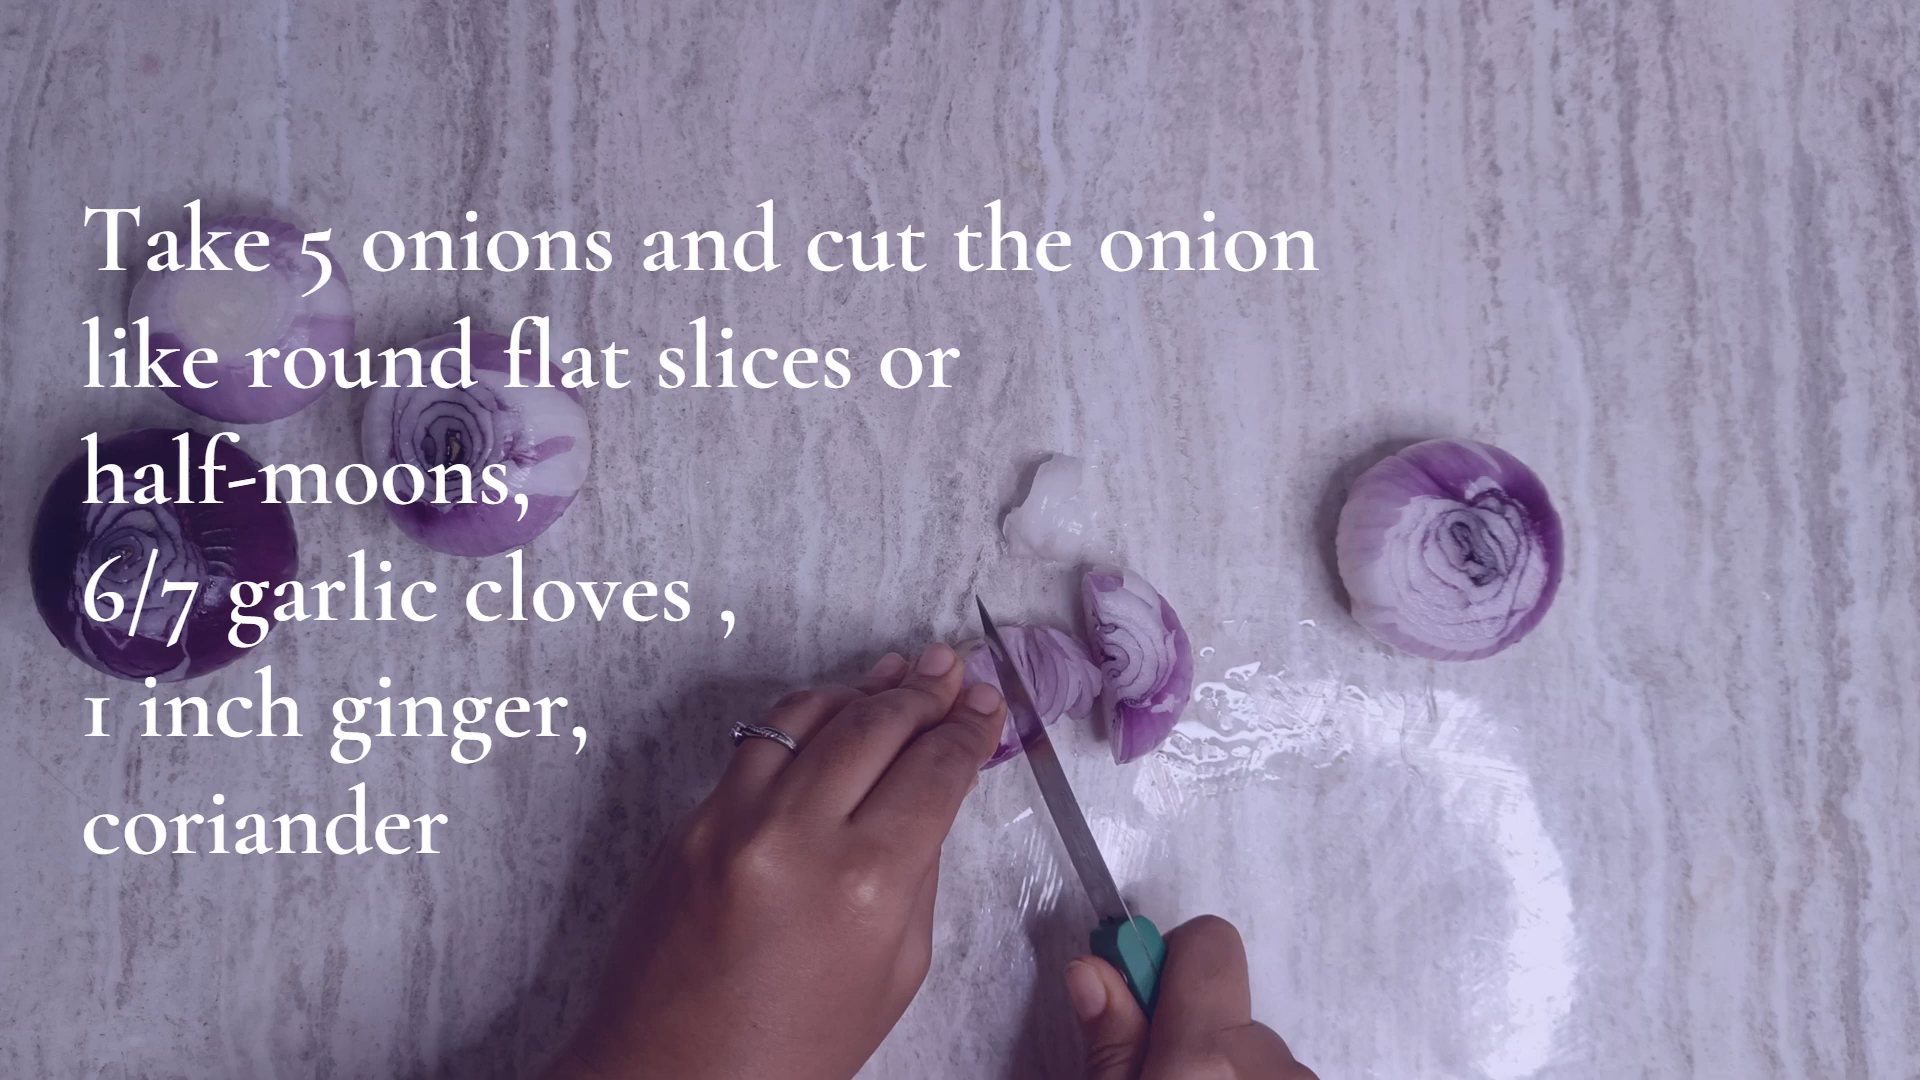 Take 5 onions and cut the onion
like round flat slices or
half-moons,
6/7 garlic cloves ,
1 inch ginger,
coriander